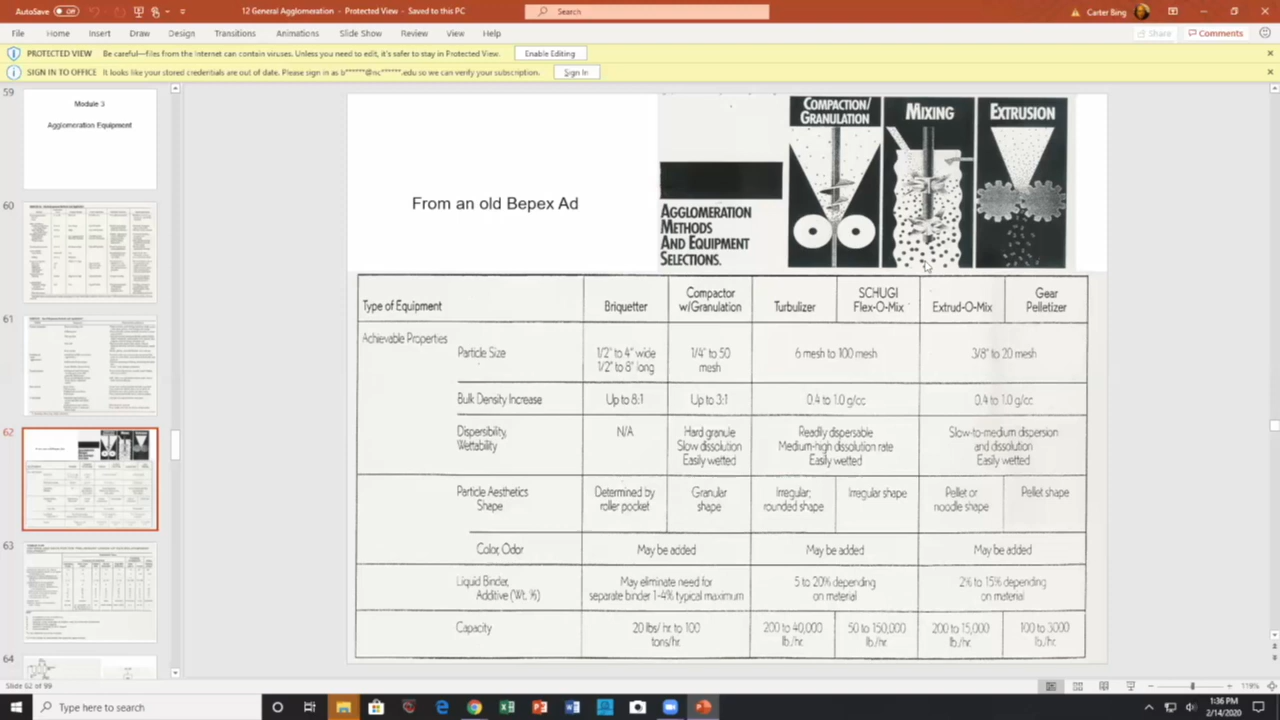 AutoSave Off
12 General Agglomeration - Protected View - Saved to this PC
Search
Carter Bing
File Home Insert Draw Design Transitions Animations Slide Show Review View Help
Share Comments
PROTECTED VIEW Be careful—files from the Internet can contain viruses. Unless you need to edit, it's safer to stay in Protected View. Enable Editing
SIGN IN TO OFFICE It looks like your stored credentials are out of date. Please sign in as b******@nc******.edu so we can verify your subscription. Sign In
59
Module 3
Agglomeration Equipment
60
61
62
63
64
From an old Bepex Ad
AGGLOMERATION
METHODS
AND EQUIPMENT
SELECTIONS.
COMPACTION/
GRANULATION
MIXING
EXTRUSION
Type of Equipment
Briquetter
Compactor
w/Granulation
Turbulizer
SCHUGI
Flex-O-Mix
Extrud-O-Mix
Gear
Pelletizer
Achievable Properties
Particle Size
1/2" to 4" wide
1/2" to 8" long
1/4" to 50
mesh
6 mesh to 100 mesh
3/8" to 20 mesh
Bulk Density Increase
Up to 8:1
Up to 3:1
0.4 to 1.0 g/cc
0.4 to 1.0 g/cc
Dispersibility,
Wettability
N/A
Hard granule
Slow dissolution
Easily wetted
Readily dispersable
Medium-high dissolution rate
Easily wetted
Slow-to-medium dispersion
and dissolution
Easily wetted
Particle Aesthetics
Shape
Determined by
roller pocket
Granular
shape
Irregular;
rounded shape
Irregular shape
Pellet or
noodle shape
Pellet shape
Color, Odor
May be added
May be added
May be added
Liquid Binder,
Additive (Wt. %)
May eliminate need for
separate binder 1-4% typical maximum
5 to 20% depending
on material
2% to 15% depending
on material
Capacity
20 lbs/hr. to 100
tons/hr.
200 to 40,000
lb./hr.
50 to 150,000
lb./hr.
200 to 15,000
lb./hr.
100 to 3000
lb./hr.
Slide 62 of 99
119%
Type here to search
1:36 PM
2/14/2020